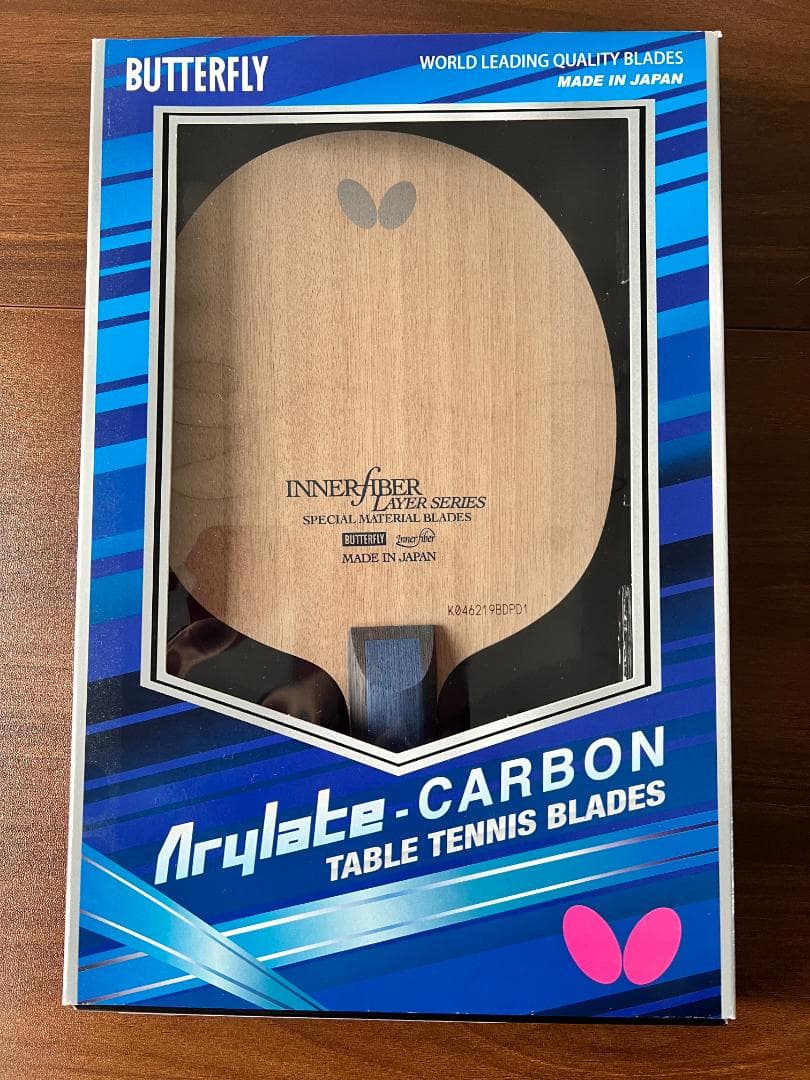 BUTTERFLY
WORLD LEADING QUALITY BLADES
MADE IN JAPAN
INNERfIBER
LAYER SERIES
SPECIAL MATERIAL BLADES
BUTTERFLY Innerfiber
MADE IN JAPAN
K046219BDPD1
Arylate-CARBON
TABLE TENNIS BLADES